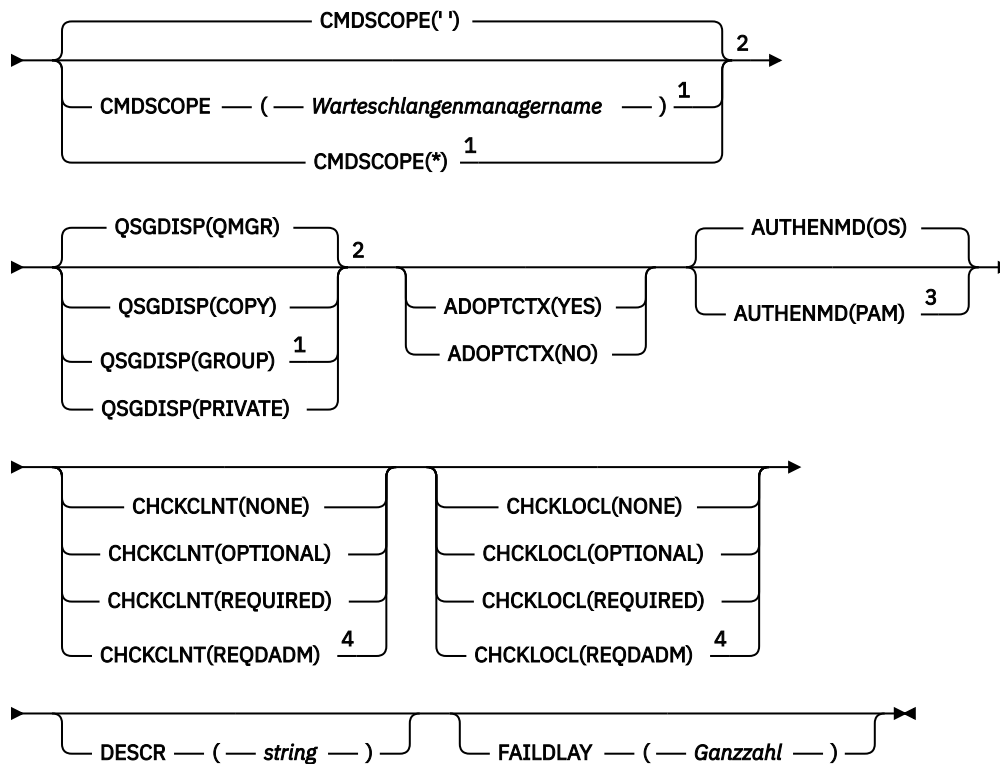 CMDSCOPE(' ')
2
CMDSCOPE ( Warteschlangenmanagername ) 1
CMDSCOPE(*) 1
QSGDISP(QMGR)
2
QSGDISP(COPY)
QSGDISP(GROUP) 1
QSGDISP(PRIVATE)
ADOPTCTX(YES)
ADOPTCTX(NO)
AUTHENMD(OS)
AUTHENMD(PAM) 3
CHCKCLNT(NONE)
CHCKCLNT(OPTIONAL)
CHCKCLNT(REQUIRED)
CHCKCLNT(REQDADM) 4
CHCKLOCL(NONE)
CHCKLOCL(OPTIONAL)
CHCKLOCL(REQUIRED)
CHCKLOCL(REQDADM) 4
DESCR ( string )
FAILDLAY ( Ganzzahl )